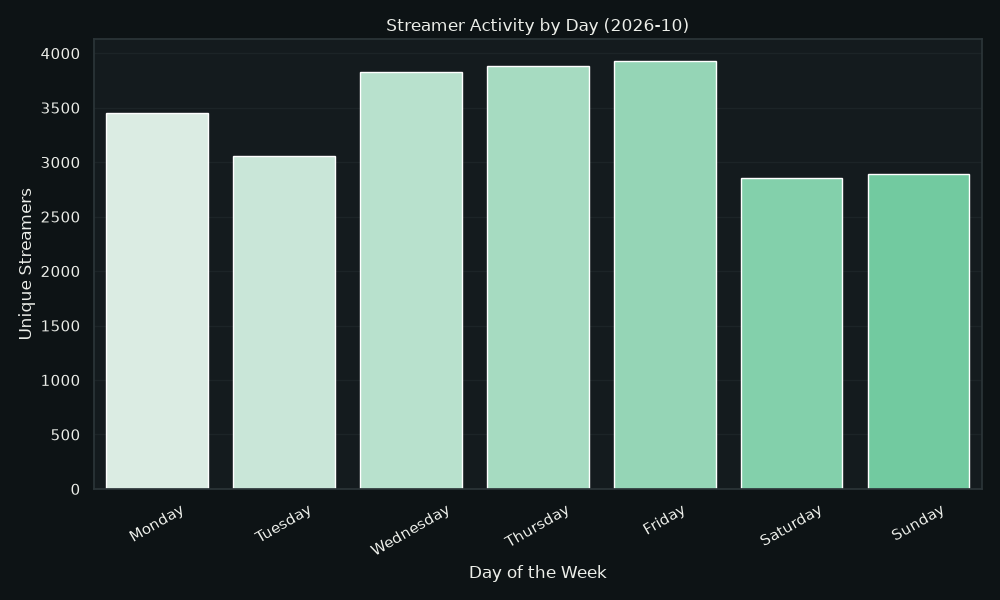 Streamer Activity by Day (2026-10)
Unique Streamers
4000
3500
3000
2500
2000
1500
1000
500
0
Monday
Tuesday
Wednesday
Thursday
Friday
Saturday
Sunday
Day of the Week